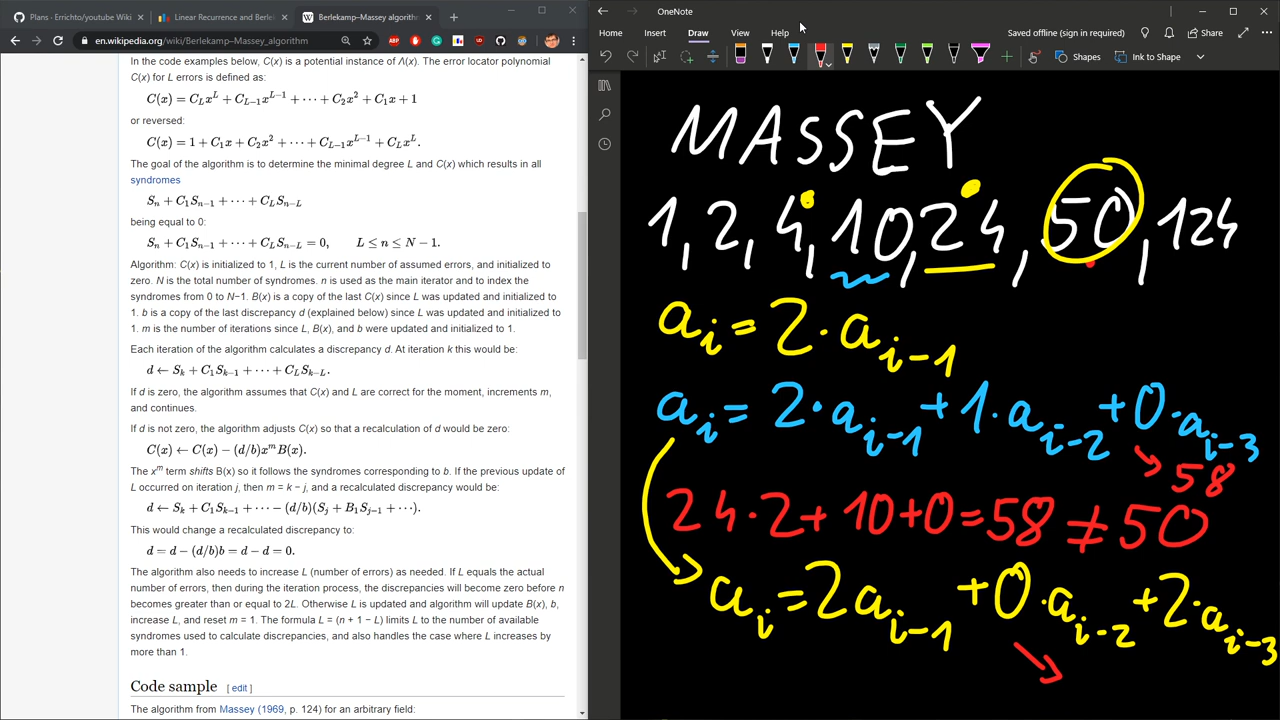 Plans - Errichto/youtube Wiki
Linear Recurrence and Berlek
Berlekamp–Massey algorithm
en.wikipedia.org/wiki/Berlekamp–Massey_algorithm
In the code examples below, C(x) is a potential instance of Λ(x). The error locator polynomial
C(x) for L errors is defined as:
C(x) = C_L x^L + C_{L−1} x^{L−1} + ⋯ + C_2 x^2 + C_1 x + 1
or reversed:
C(x) = 1 + C_1 x + C_2 x^2 + ⋯ + C_{L−1} x^{L−1} + C_L x^L.
The goal of the algorithm is to determine the minimal degree L and C(x) which results in all
syndromes
S_n + C_1 S_{n−1} + ⋯ + C_L S_{n−L}
being equal to 0:
S_n + C_1 S_{n−1} + ⋯ + C_L S_{n−L} = 0, L ≤ n ≤ N − 1.
Algorithm: C(x) is initialized to 1, L is the current number of assumed errors, and initialized to
zero. N is the total number of syndromes. n is used as the main iterator and to index the
syndromes from 0 to N−1. B(x) is a copy of the last C(x) since L was updated and initialized to
1. b is a copy of the last discrepancy d (explained below) since L was updated and initialized to
1. m is the number of iterations since L, B(x), and b were updated and initialized to 1.
Each iteration of the algorithm calculates a discrepancy d. At iteration k this would be:
d ← S_k + C_1 S_{k−1} + ⋯ + C_L S_{k−L}.
If d is zero, the algorithm assumes that C(x) and L are correct for the moment, increments m,
and continues.
If d is not zero, the algorithm adjusts C(x) so that a recalculation of d would be zero:
C(x) ← C(x) − (d/b)x^m B(x).
The x^m term shifts B(x) so it follows the syndromes corresponding to b. If the previous update of
L occurred on iteration j, then m = k − j, and a recalculated discrepancy would be:
d ← S_k + C_1 S_{k−1} + ⋯ − (d/b)(S_j + B_1 S_{j−1} + ⋯).
This would change a recalculated discrepancy to:
d = d − (d/b)b = d − d = 0.
The algorithm also needs to increase L (number of errors) as needed. If L equals the actual
number of errors, then during the iteration process, the discrepancies will become zero before n
becomes greater than or equal to 2L. Otherwise L is updated and algorithm will update B(x), b,
increase L, and reset m = 1. The formula L = (n + 1 − L) limits L to the number of available
syndromes used to calculate discrepancies, and also handles the case where L increases by
more than 1.
Code sample [ edit ]
The algorithm from Massey (1969, p. 124) for an arbitrary field:
OneNote
Home Insert Draw View Help Saved offline (sign in required) Share
Shapes Ink to Shape
MASSEY
1, 2, 4, 10, 24, 50, 124
a_i = 2 · a_{i−1}
a_i = 2 · a_{i−1} + 1 · a_{i−2} + 0 · a_{i−3}
58
24·2 + 10 + 0 = 58 ≠ 50
a_i = 2a_{i−1} + 0 · a_{i−2} + 2 · a_{i−3}